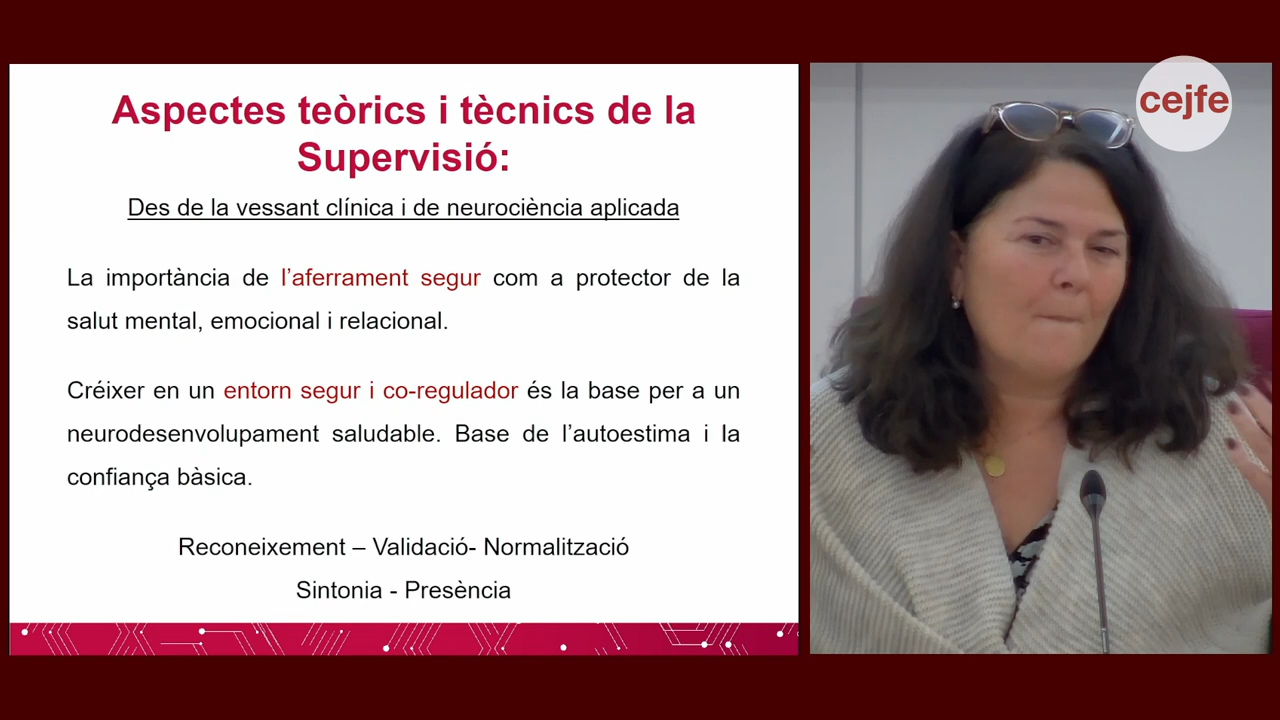 Aspectes teòrics i tècnics de la
Supervisió:
Des de la vessant clínica i de neurociència aplicada
La importància de l’aferrament segur com a protector de la
salut mental, emocional i relacional.
Créixer en un entorn segur i co-regulador és la base per a un
neurodesenvolupament saludable. Base de l’autoestima i la
confiança bàsica.
Reconeixement – Validació- Normalització
Sintonia - Presència
cejfe